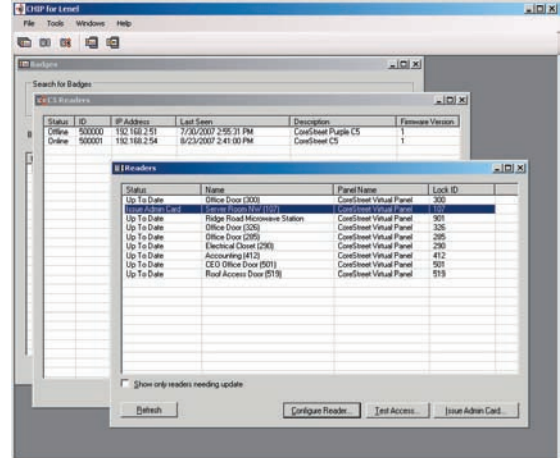 CHIP for Lenel
File Tools Windows Help
Badges
Search for Badges
CS Readers
Status ID IP Address Last Seen Description Firmware Version
Offline 500000 192.168.2.51 7/30/2007 2:55:31 PM CoreStreet Purple C5 1
Online 500001 192.168.2.54 8/23/2007 2:41:00 PM CoreStreet C5 1
Readers
Status Name Panel Name Lock ID
Up To Date Office Door (300) CoreStreet Virtual Panel 300
Issue Admin Card Server Room NW (107) CoreStreet Virtual Panel 107
Up To Date Ridge Road Microwave Station CoreStreet Virtual Panel 901
Up To Date Office Door (326) CoreStreet Virtual Panel 326
Up To Date Office Door (285) CoreStreet Virtual Panel 285
Up To Date Electrical Closet (290) CoreStreet Virtual Panel 290
Up To Date Accounting (412) CoreStreet Virtual Panel 412
Up To Date CEO Office Door (501) CoreStreet Virtual Panel 501
Up To Date Roof Access Door (519) CoreStreet Virtual Panel 519
Show only readers needing update
Refresh Configure Reader... Test Access... Issue Admin Card...